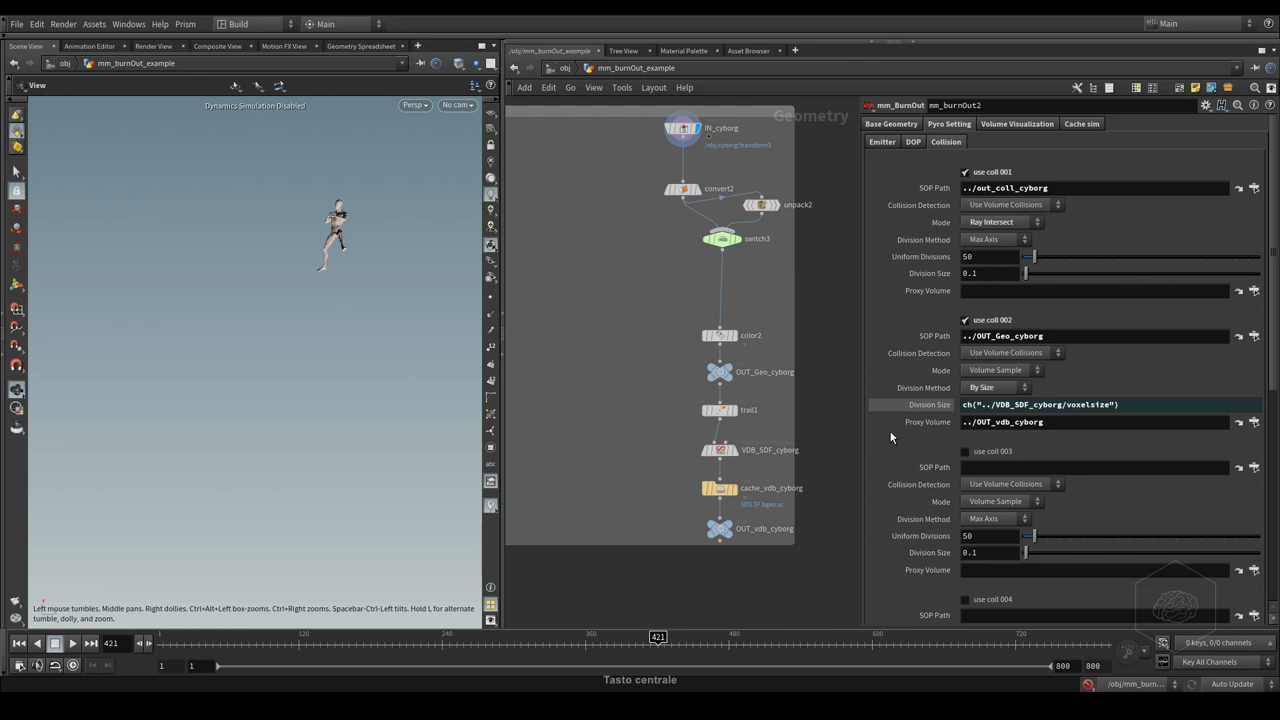 File Edit Render Assets Windows Help Prism Build Main Main
Scene View Animation Editor Render View Composite View Motion FX View Geometry Spreadsheet
/obj/mm_burnOut_example Tree View Material Palette Asset Browser
obj mm_burnOut_example
obj mm_burnOut_example
View
Add Edit Go View Tools Layout Help
Dynamics Simulation Disabled
Persp No cam
Geometry
IN_cyborg
/obj/cyborg/transform3
convert2
unpack2
switch3
color2
OUT_Geo_cyborg
trail1
VDB_SDF_cyborg
cache_vdb_cyborg
OUT_vdb_cyborg
mm_BurnOut mm_burnOut2
Base Geometry Pyro Setting Volume Visualization Cache sim
Emitter DOP Collision
use coll 001
SOP Path ../out_coll_cyborg
Collision Detection Use Volume Collisions
Mode Ray Intersect
Division Method Max Axis
Uniform Divisions 50
Division Size 0.1
Proxy Volume
use coll 002
SOP Path ../OUT_Geo_cyborg
Collision Detection Use Volume Collisions
Mode Volume Sample
Division Method By Size
Division Size ch("../VDB_SDF_cyborg/voxelsize")
Proxy Volume ../OUT_vdb_cyborg
use coll 003
SOP Path
Collision Detection Use Volume Collisions
Mode Volume Sample
Division Method Max Axis
Uniform Divisions 50
Division Size 0.1
Proxy Volume
use coll 004
SOP Path
12
abc
Left mouse tumbles. Middle pans. Right dollies. Ctrl+Alt+Left box-zooms. Ctrl+Right zooms. Spacebar-Ctrl-Left tilts. Hold L for alternate
tumble, dolly, and zoom.
421 1 120 240 360 421 480 600 720
0 keys, 0/0 channels
1 1 800 800
Key All Channels
Tasto centrale
/obj/mm_burn... Auto Update